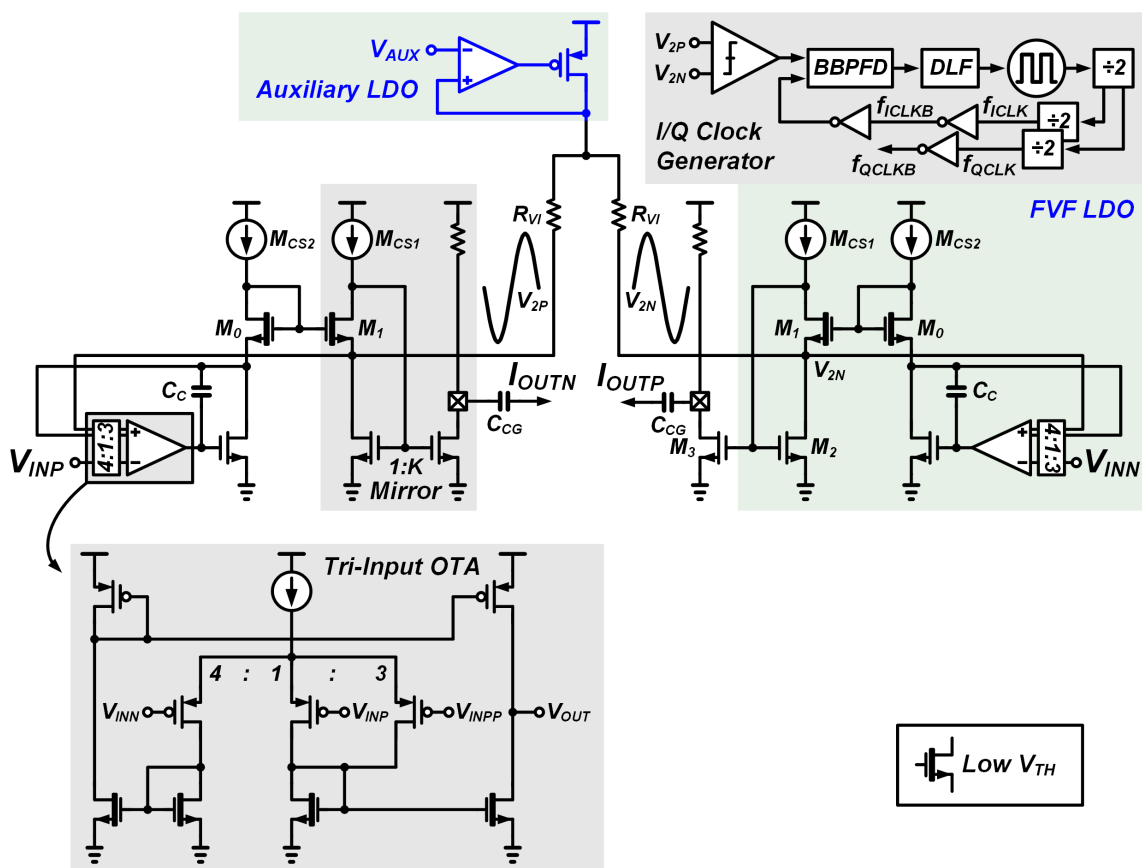 V_AUX
−
+
Auxiliary LDO
V_2P
V_2N
BBPFD
DLF
÷2
f_ICLKB
f_ICLK
÷2
÷2
f_QCLKB
f_QCLK
I/Q Clock
Generator
FVF LDO
M_CS2
M_CS1
R_VI
R_VI
M_CS1
M_CS2
V_2P
V_2N
M_0
M_1
M_1
M_0
V_2N
I_OUTN
I_OUTP
C_C
C_CG
C_CG
C_C
V_INP
4:1:3
+
−
1:K
Mirror
M_3
M_2
+
−
4:1:3
V_INN
Tri-Input OTA
4 : 1 : 3
V_INN
V_INP
V_INPP
V_OUT
Low V_TH